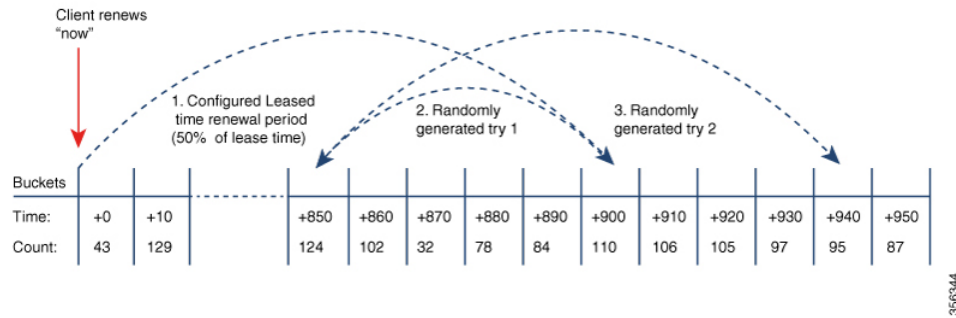 Client renews
“now”
1. Configured Leased
time renewal period
(50% of lease time)
2. Randomly
generated try 1
3. Randomly
generated try 2
Buckets
Time: +0 +10 +850 +860 +870 +880 +890 +900 +910 +920 +930 +940 +950
Count: 43 129 124 102 32 78 84 110 106 105 97 95 87
356344